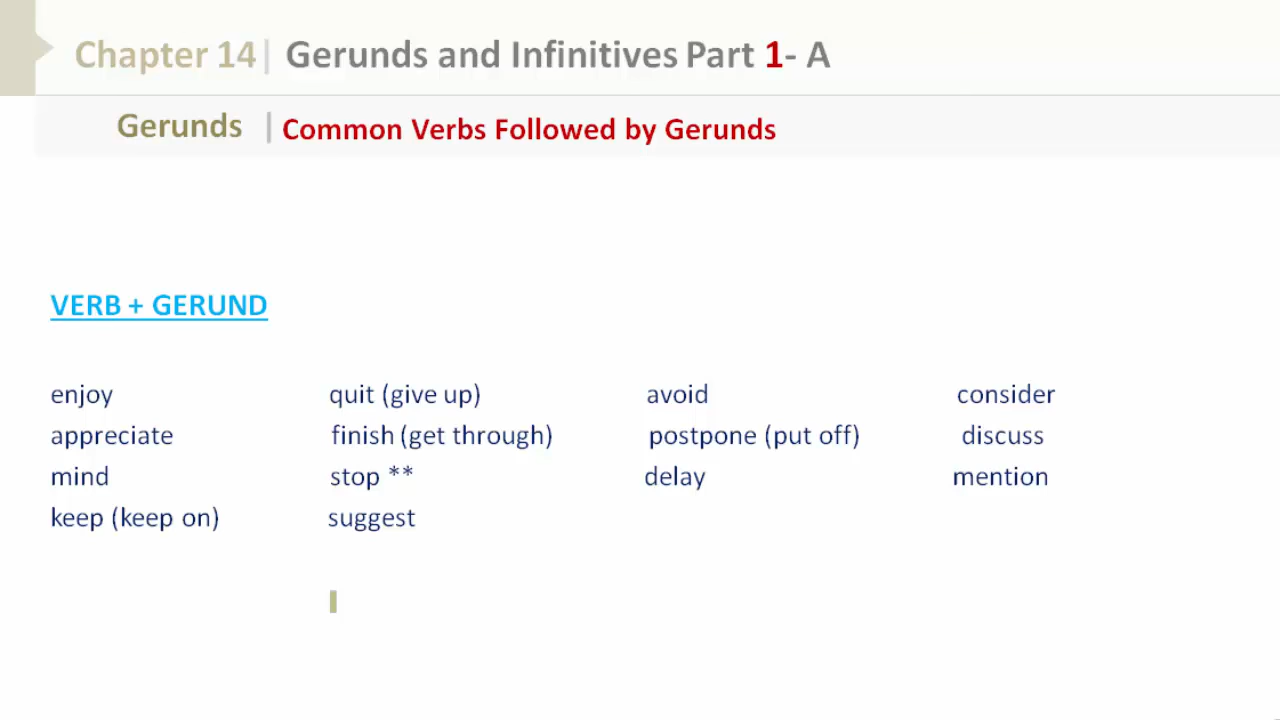 Chapter 14| Gerunds and Infinitives Part 1- A
Gerunds | Common Verbs Followed by Gerunds
VERB + GERUND
enjoy quit (give up) avoid consider
appreciate finish (get through) postpone (put off) discuss
mind stop ** delay mention
keep (keep on) suggest